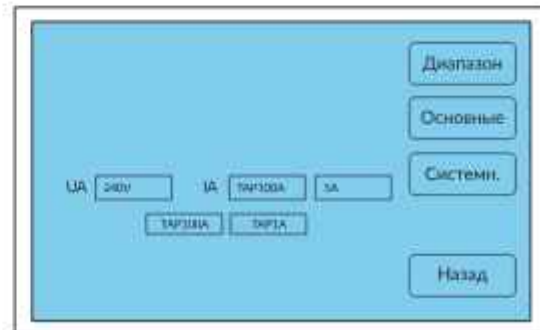 Диапазон
Основные
Системн.
UA 240V IA TAP100A 5A
TAP100A TAP1A
Назад